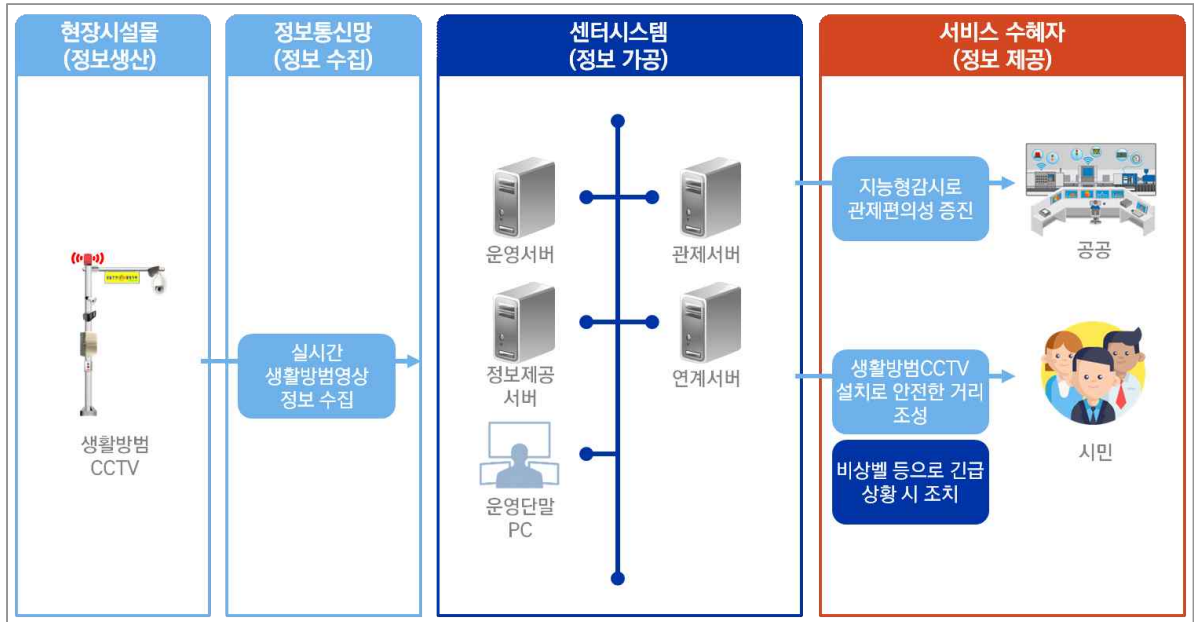 현장시설물
(정보생산)
정보통신망
(정보 수집)
센터시스템
(정보 가공)
서비스 수혜자
(정보 제공)
생활방범
CCTV
실시간
생활방범영상
정보 수집
운영서버
관제서버
정보제공
서버
연계서버
운영단말
PC
지능형감시로
관제편의성 증진
공공
생활방범CCTV
설치로 안전한 거리
조성
시민
비상벨 등으로 긴급
상황 시 조치